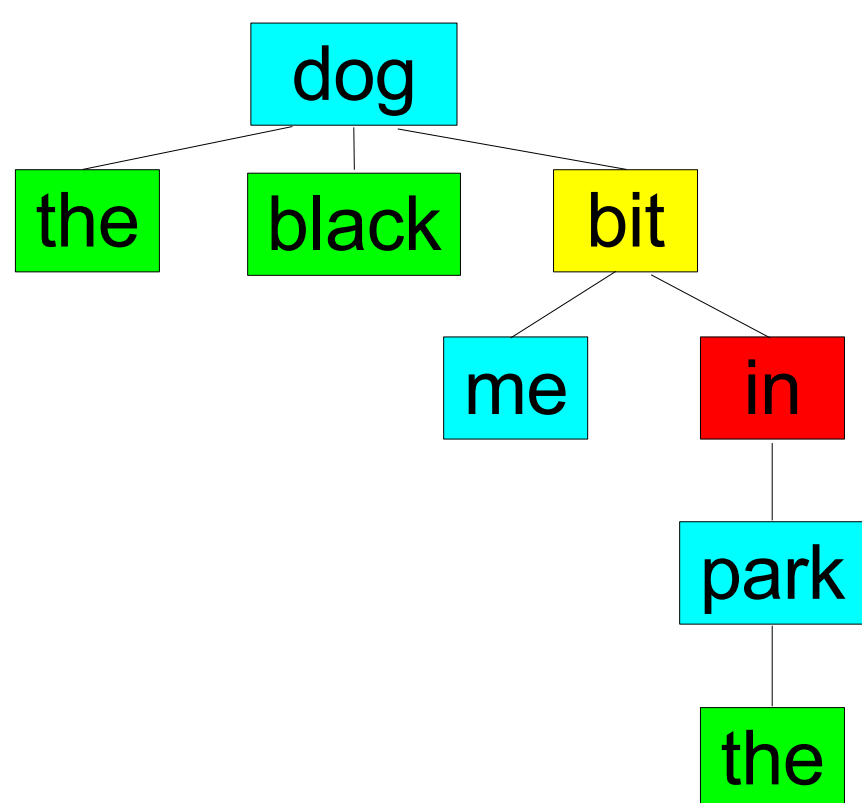 dog
the black bit
me in
park
the